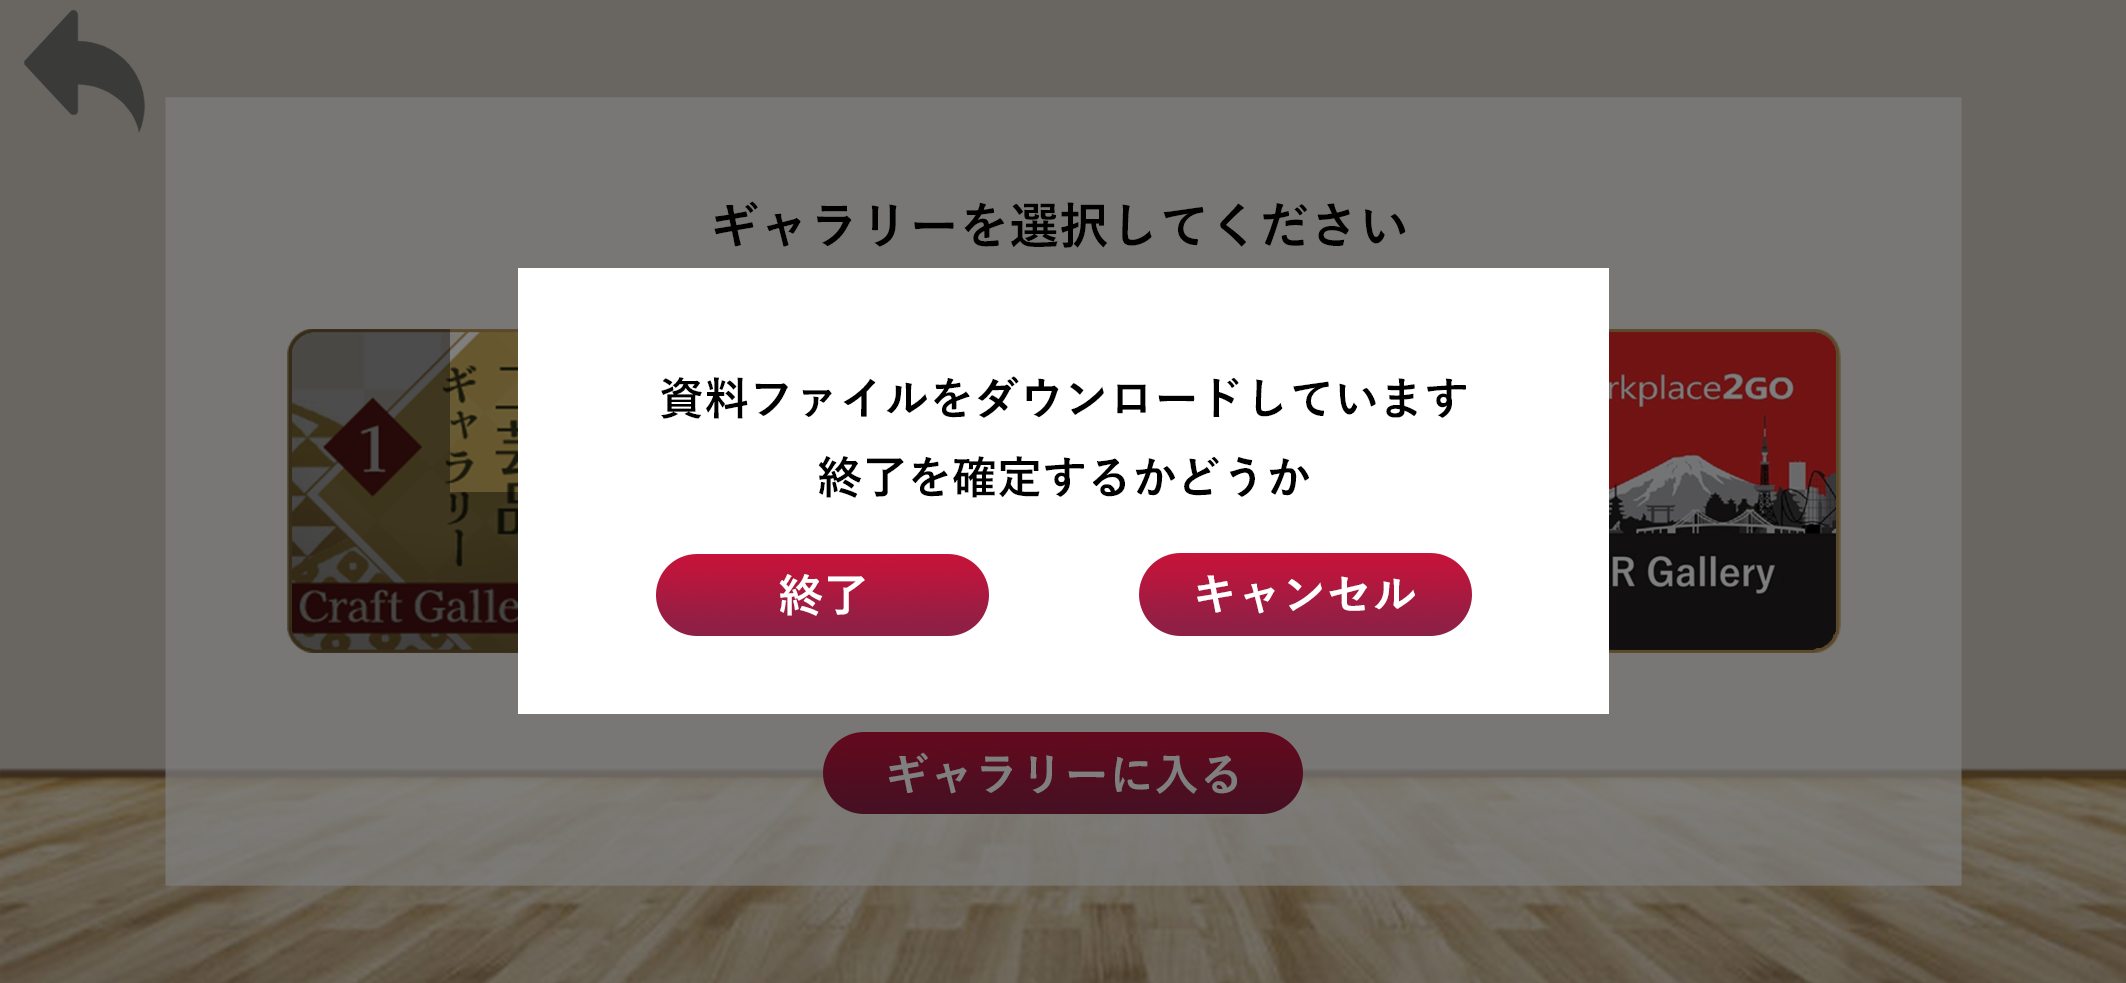 ギャラリーを選択してください
資料ファイルをダウンロードしています
終了を確定するかどうか
終了
キャンセル
1
ギャラリー
Craft Galle
rkplace2GO
R Gallery
ギャラリーに入る